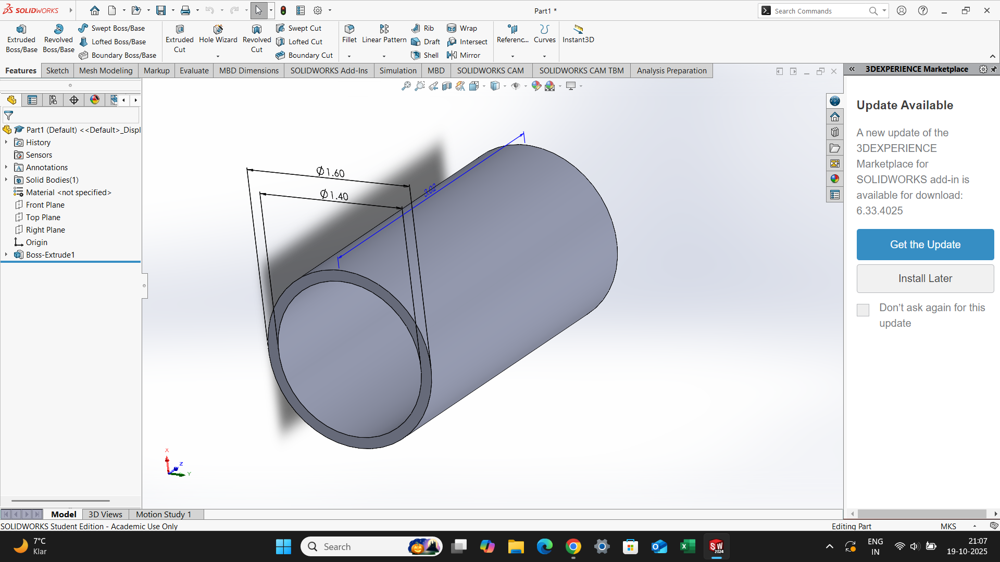 SOLIDWORKS
Part1 *
Search Commands
Extruded Boss/Base
Revolved Boss/Base
Swept Boss/Base
Lofted Boss/Base
Boundary Boss/Base
Extruded Cut
Hole Wizard
Revolved Cut
Swept Cut
Lofted Cut
Boundary Cut
Fillet
Linear Pattern
Rib
Draft
Shell
Wrap
Intersect
Mirror
Referenc...
Curves
Instant3D
Features
Sketch
Mesh Modeling
Markup
Evaluate
MBD Dimensions
SOLIDWORKS Add-Ins
Simulation
MBD
SOLIDWORKS CAM
SOLIDWORKS CAM TBM
Analysis Preparation
Part1 (Default) <<Default>_Displ
History
Sensors
Annotations
Solid Bodies(1)
Material <not specified>
Front Plane
Top Plane
Right Plane
Origin
Boss-Extrude1
Ø1.60
Ø1.40
3.02
X
Z
Y
3DEXPERIENCE Marketplace
Update Available
A new update of the
3DEXPERIENCE
Marketplace for
SOLIDWORKS add-in is
available for download:
6.33.4025
Get the Update
Install Later
Don't ask again for this
update
Model
3D Views
Motion Study 1
SOLIDWORKS Student Edition - Academic Use Only
Editing Part
MKS
7°C
Klar
Search
SW
2024
ENG
IN
21:07
19-10-2025